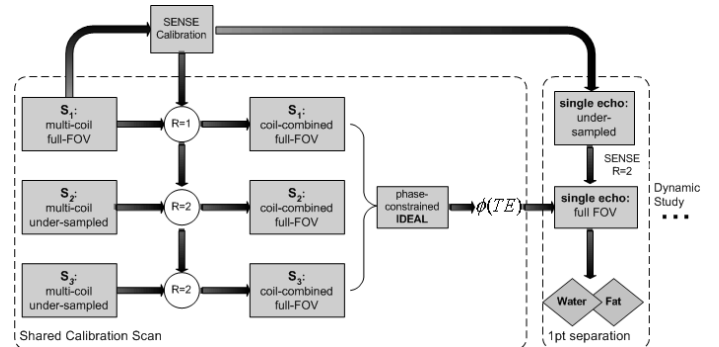 SENSE
Calibration
S1:
multi-coil
full-FOV
R=1
S1:
coil-combined
full-FOV
S2:
multi-coil
under-sampled
R=2
S2:
coil-combined
full-FOV
S3:
multi-coil
under-sampled
R=2
S3:
coil-combined
full-FOV
phase-
constrained
IDEAL
ϕ(TE)
single echo:
under-
sampled
SENSE
R=2
single echo:
full FOV
Dynamic
Study
...
Water
Fat
Shared Calibration Scan
1pt separation